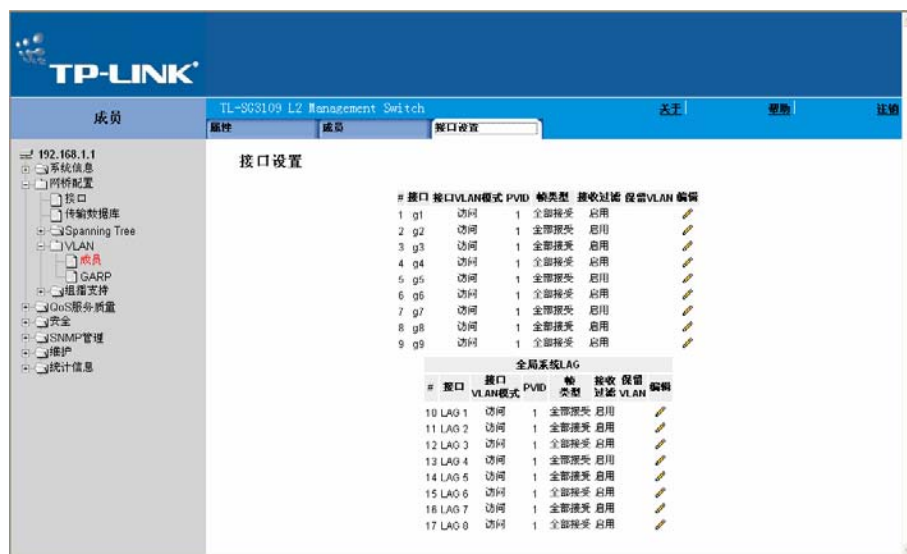 TP-LINK
成员
TL-SG3109 L2 Management Switch
关于
帮助
注销
属性
成员
接口设置
192.168.1.1
系统信息
网桥配置
接口
传输数据库
Spanning Tree
VLAN
成员
GARP
组播支持
QoS服务质量
安全
SNMP管理
维护
统计信息
接口设置
# 接口 接口VLAN模式 PVID 帧类型 接收过滤 保留VLAN 编辑
1 g1 访问 1 全部接受 启用
2 g2 访问 1 全部接受 启用
3 g3 访问 1 全部接受 启用
4 g4 访问 1 全部接受 启用
5 g5 访问 1 全部接受 启用
6 g6 访问 1 全部接受 启用
7 g7 访问 1 全部接受 启用
8 g8 访问 1 全部接受 启用
9 g9 访问 1 全部接受 启用
全局系统LAG
# 接口 接口VLAN模式 PVID 帧类型 接收过滤 保留VLAN 编辑
10 LAG 1 访问 1 全部接受 启用
11 LAG 2 访问 1 全部接受 启用
12 LAG 3 访问 1 全部接受 启用
13 LAG 4 访问 1 全部接受 启用
14 LAG 5 访问 1 全部接受 启用
15 LAG 6 访问 1 全部接受 启用
16 LAG 7 访问 1 全部接受 启用
17 LAG 8 访问 1 全部接受 启用